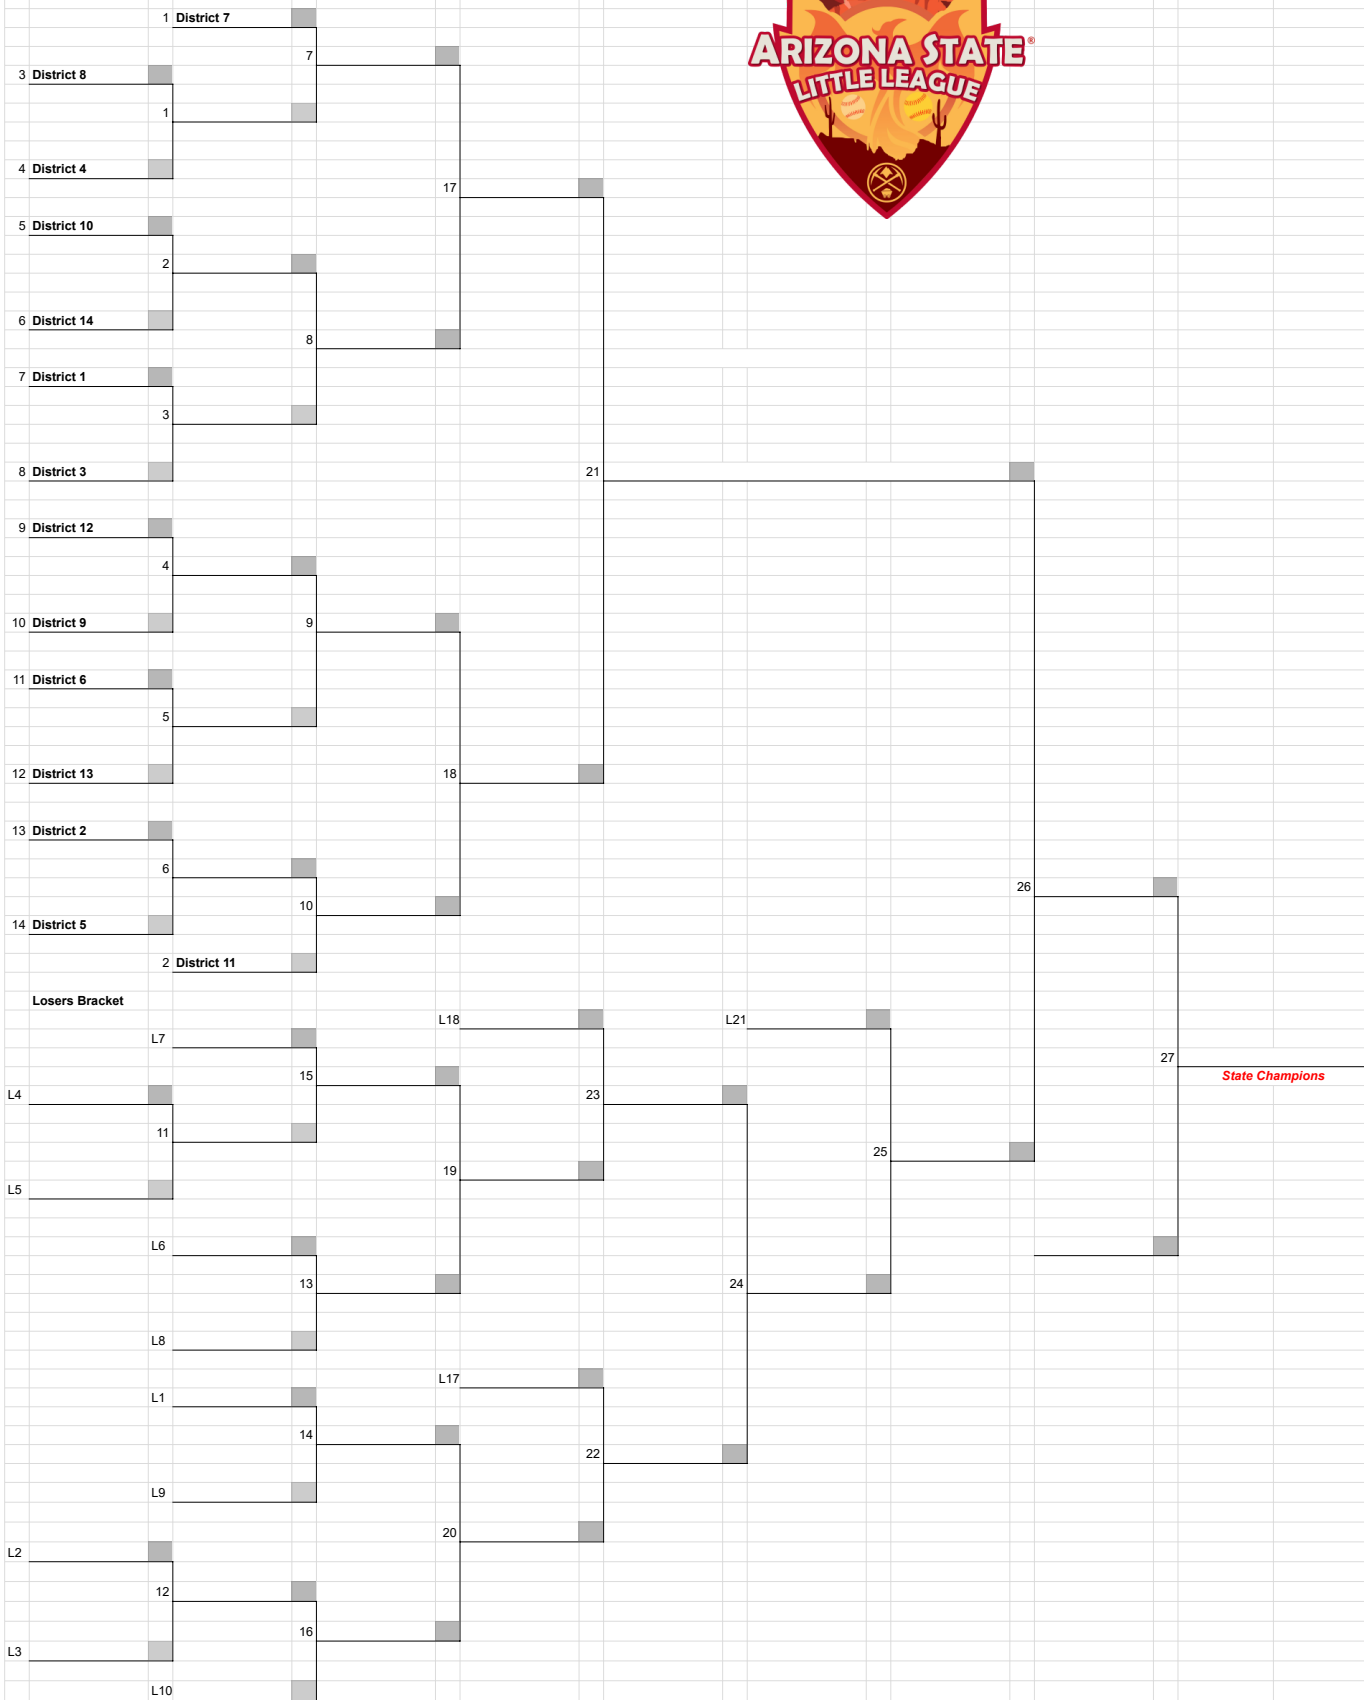 1 District 7
ARIZONA STATE®
LITTLE LEAGUE
7
3 District 8
1
4 District 4
17
5 District 10
2
6 District 14
8
7 District 1
3
8 District 3
21
9 District 12
4
10 District 9
9
11 District 6
5
12 District 13
18
13 District 2
6
26
10
14 District 5
2 District 11
Losers Bracket
L18
L21
L7
27
15
State Champions
L4
23
11
25
19
L5
L6
13
24
L8
L17
L1
14
22
L9
20
L2
12
16
L3
L10